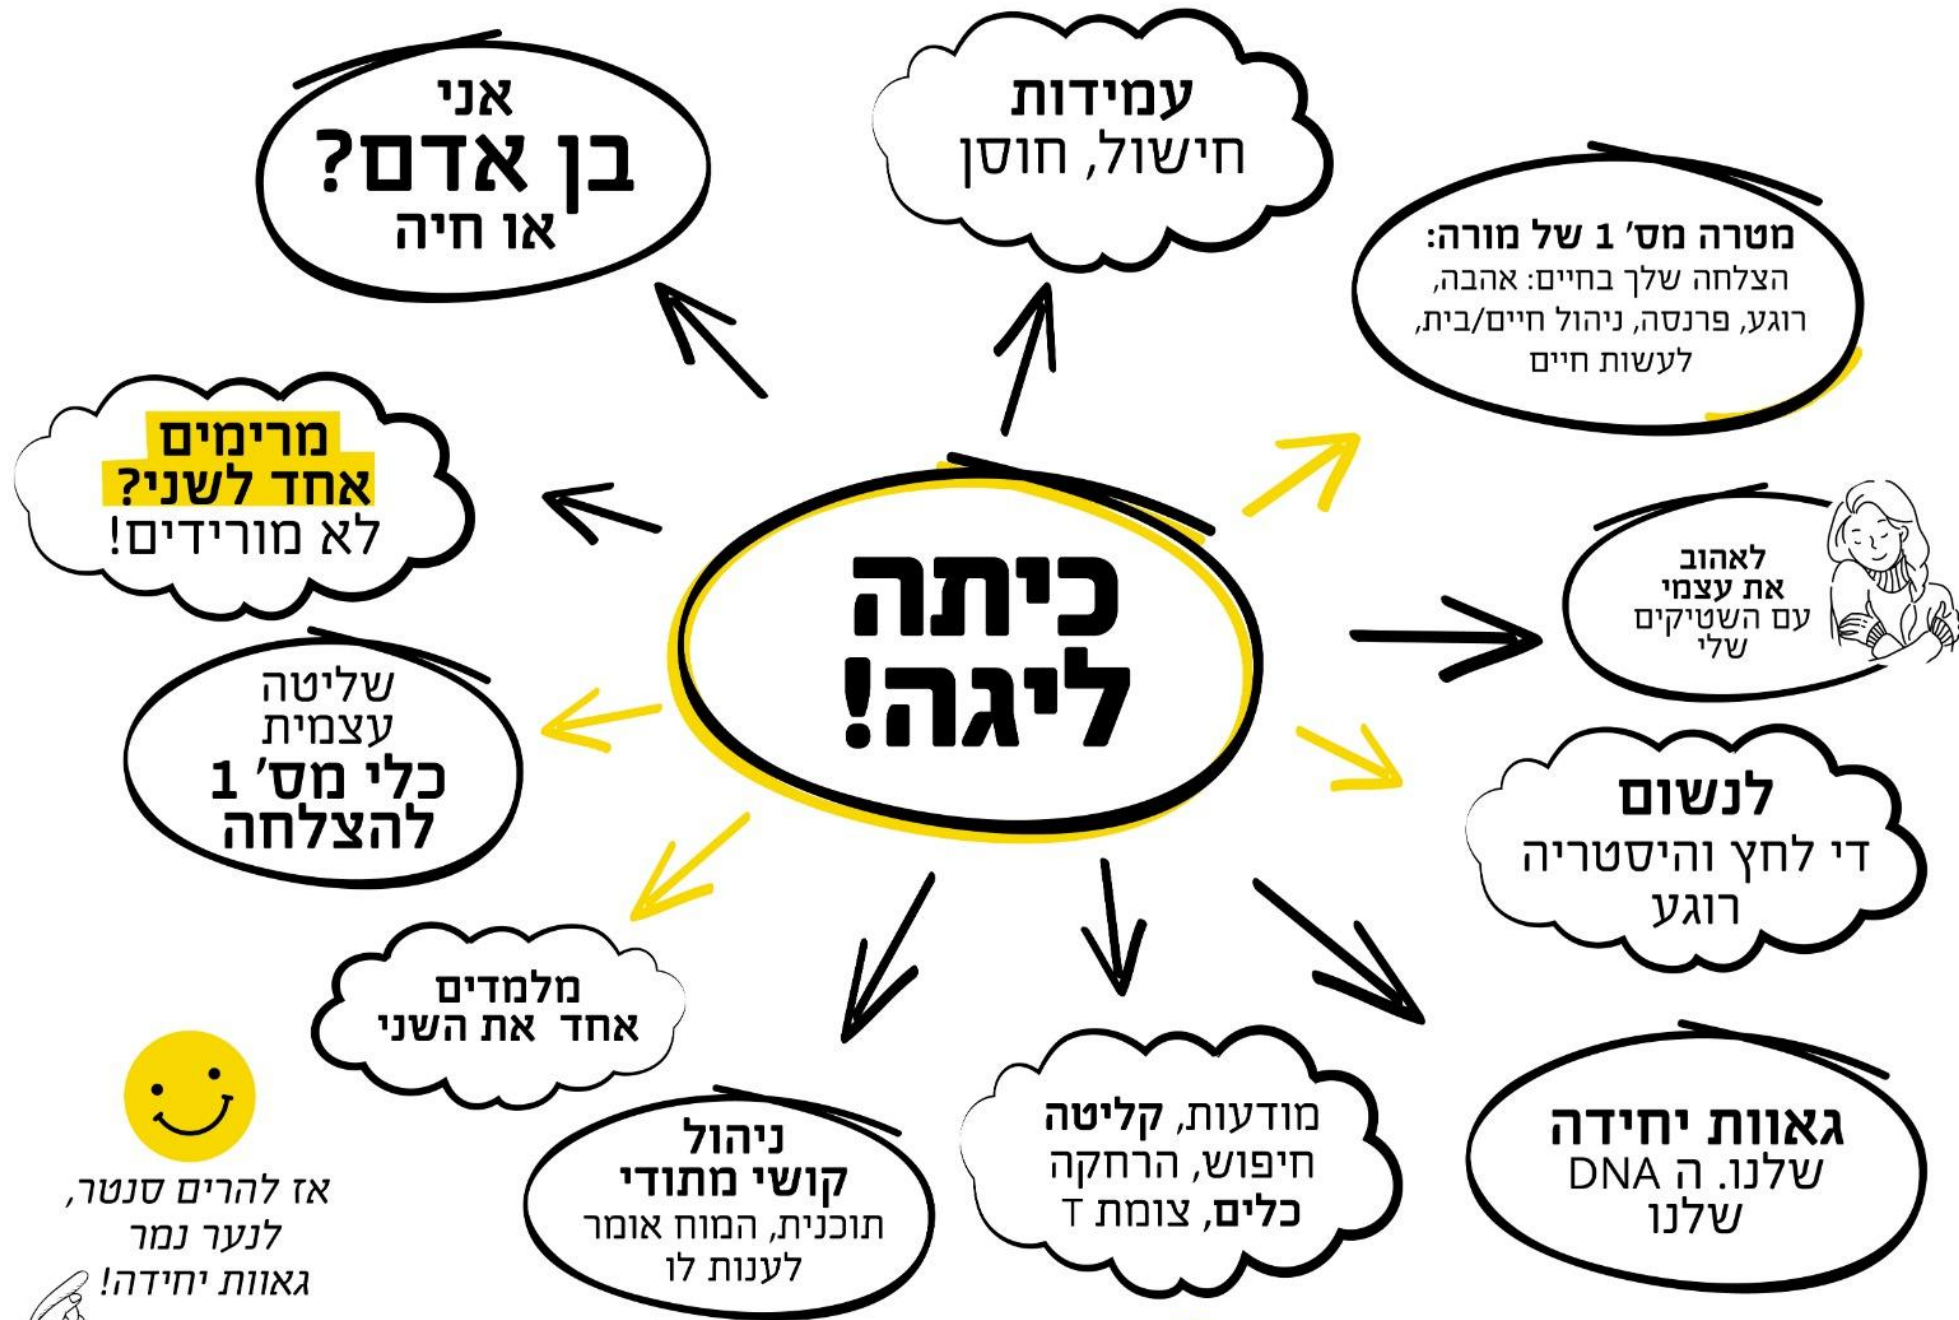 אני
בן אדם?
או חיה
עמידות
חישול, חוסן
מטרה מס' 1 של מורה:
הצלחה שלך בחיים: אהבה,
רוגע, פרנסה, ניהול חיים/בית,
לעשות חיים
מרימים
אחד לשני?
לא מורידים!
כיתה
ליגה!
לאהוב
את עצמי
עם השטיקים
שלי
שליטה
עצמית
כלי מס' 1
להצלחה
לנשום
די לחץ והיסטריה
רוגע
מלמדים
אחד את השני
ניהול
קושי מתודי
תוכנית, המוח אומר
לענות לו
מודעות, קליטה
חיפוש, הרחקה
כלים, צומת T
גאוות יחידה
שלנו. ה DNA
שלנו
אז להרים סנטר,
לנער נמר
גאוות יחידה!